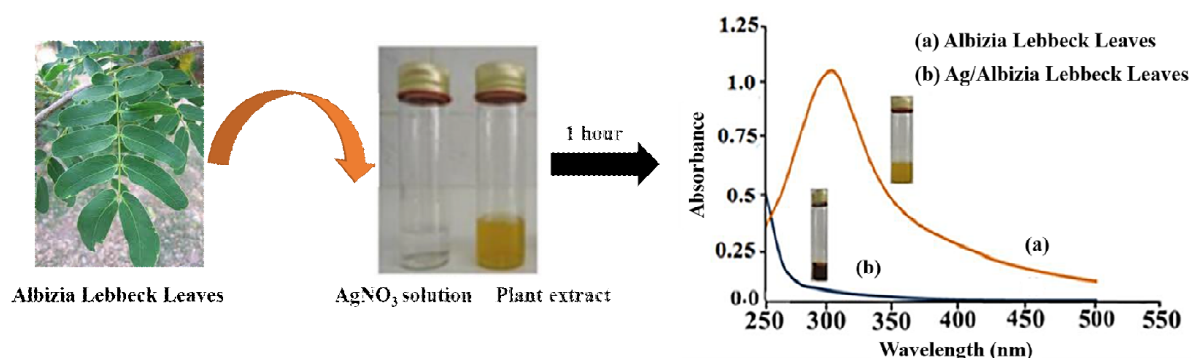 Albizia Lebbeck Leaves
AgNO3 solution
Plant extract
1 hour
(a) Albizia Lebbeck Leaves
(b) Ag/Albizia Lebbeck Leaves
Absorbance
1.25
1.0
0.75
0.5
0.25
0.0
(a)
(b)
250 300 350 400 450 500 550
Wavelength (nm)